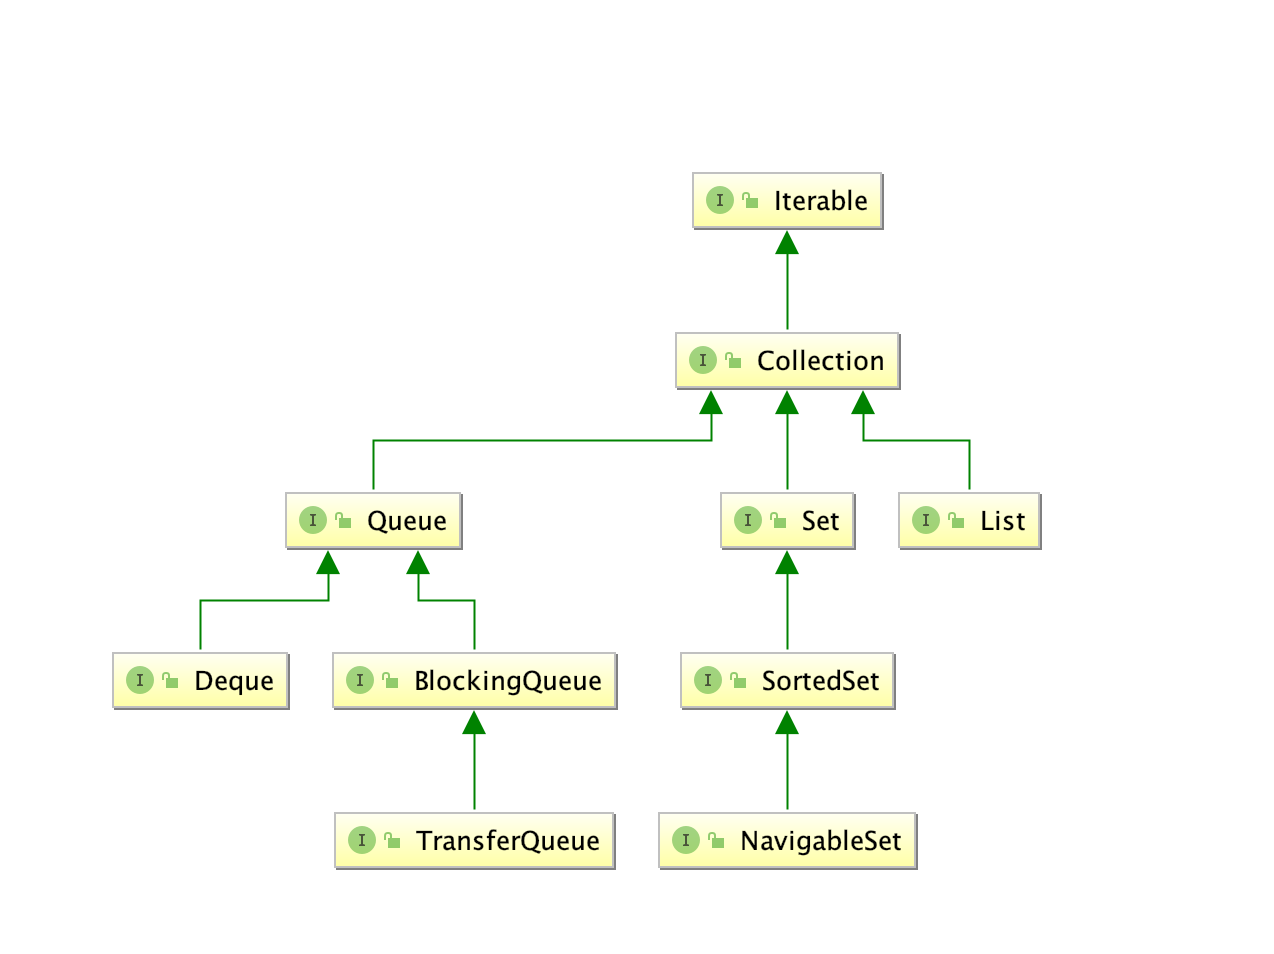 I Iterable
I Collection
I Queue
I Set
I List
I Deque
I BlockingQueue
I SortedSet
I TransferQueue
I NavigableSet